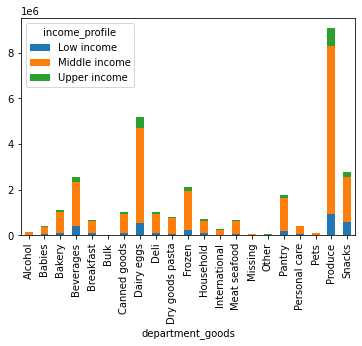 1e6
income_profile
Low income
Middle income
Upper income
8
6
4
2
0
Alcohol
Babies
Bakery
Beverages
Breakfast
Bulk
Canned goods
Dairy eggs
Deli
Dry goods pasta
Frozen
Household
International
Meat seafood
Missing
Other
Pantry
Personal care
Pets
Produce
Snacks
department_goods